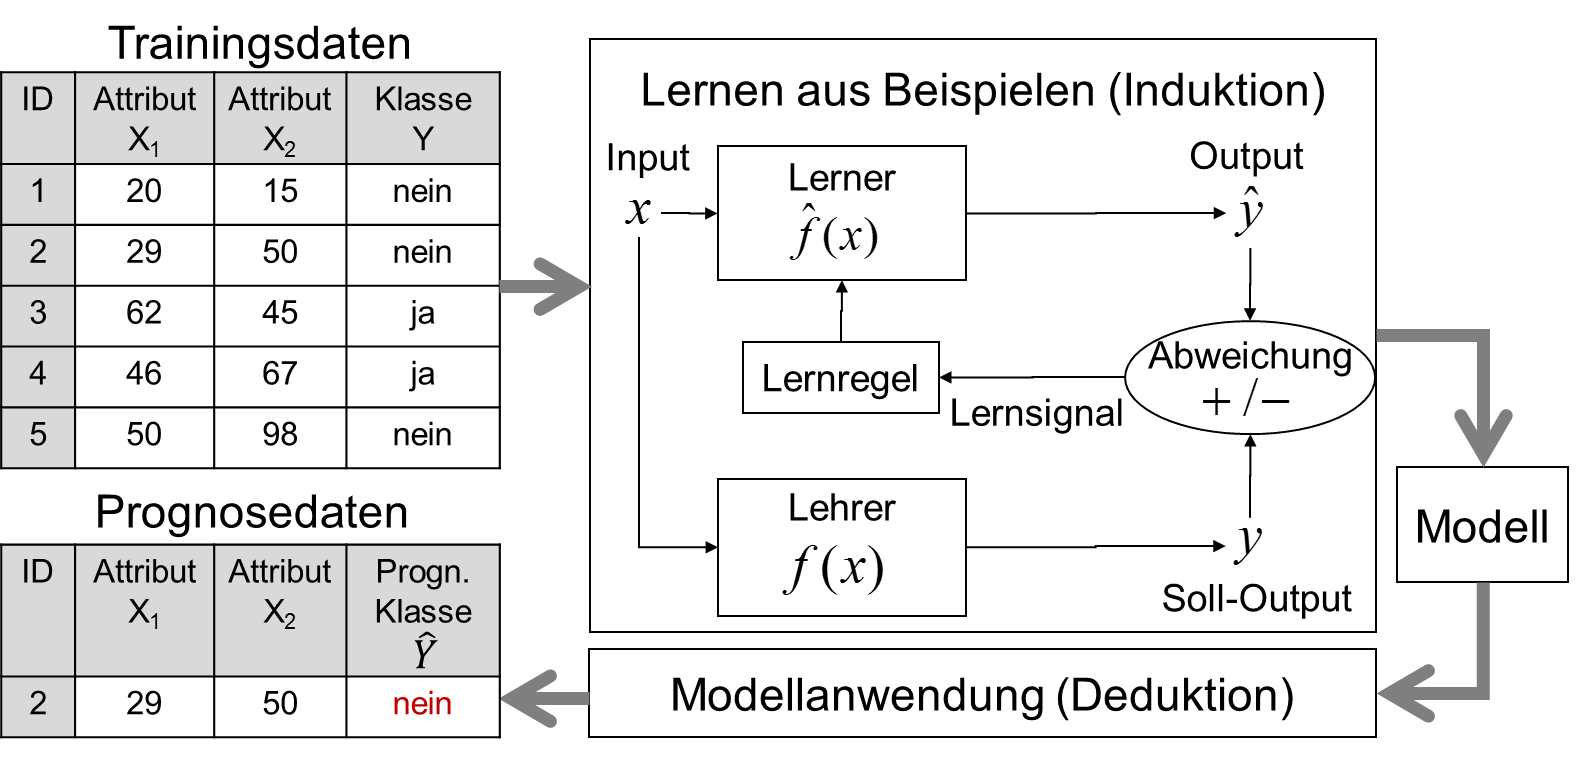 Trainingsdaten
ID Attribut X₁ Attribut X₂ Klasse Y
1 20 15 nein
2 29 50 nein
3 62 45 ja
4 46 67 ja
5 50 98 nein
Prognosedaten
ID Attribut X₁ Attribut X₂ Progn. Klasse Ŷ
2 29 50 nein
Lernen aus Beispielen (Induktion)
Input
x
Lerner
f̂(x)
Output
ŷ
Abweichung
+/−
Lernregel
Lernsignal
Lehrer
f(x)
y
Soll-Output
Modell
Modellanwendung (Deduktion)